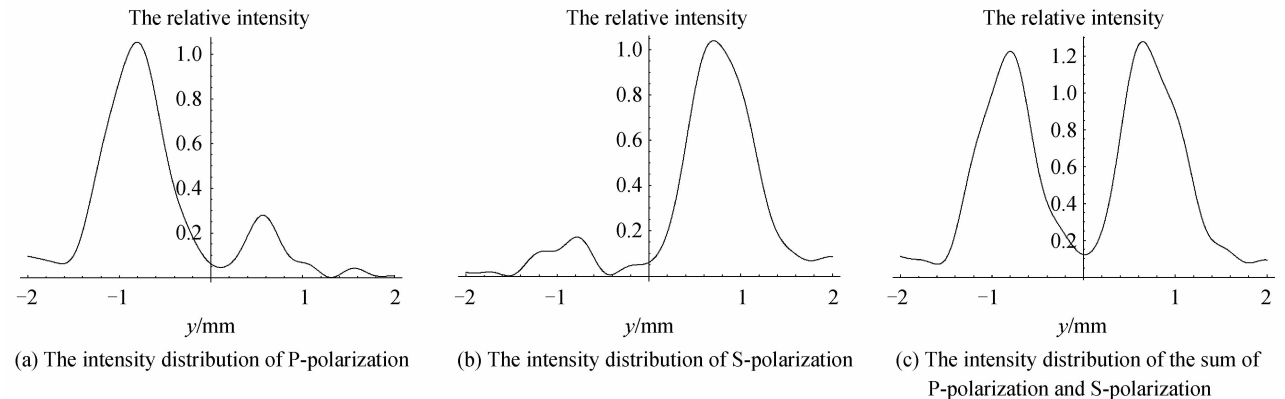 The relative intensity
1.0
0.8
0.6
0.4
0.2
−2
−1
1
2
y/mm
(a) The intensity distribution of P-polarization
The relative intensity
1.0
0.8
0.6
0.4
0.2
−2
−1
1
2
y/mm
(b) The intensity distribution of S-polarization
The relative intensity
1.2
1.0
0.8
0.6
0.4
0.2
−2
−1
1
2
y/mm
(c) The intensity distribution of the sum of
P-polarization and S-polarization